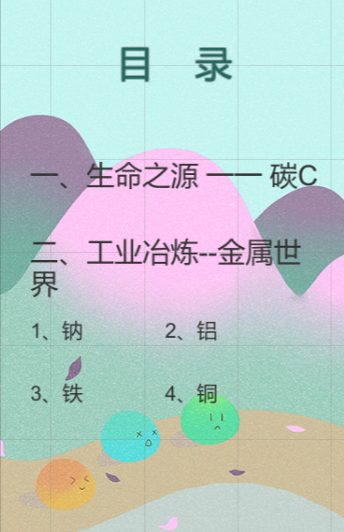 目 录
一、生命之源 —— 碳C
二、工业冶炼--金属世
界
1、钠 2、铝
3、铁 4、铜